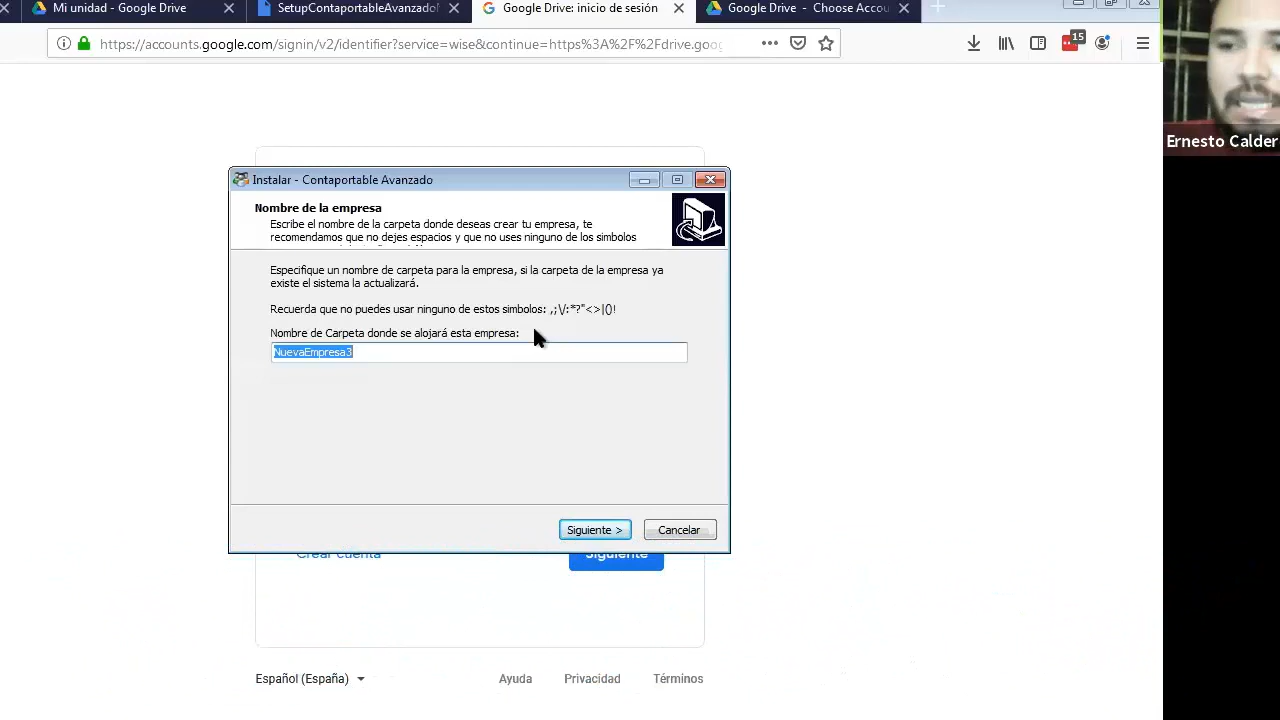 Mi unidad - Google Drive
SetupContaportableAvanzado
Google Drive: inicio de sesión
Google Drive - Choose Accou
https://accounts.google.com/signin/v2/identifier?service=wise&continue=https%3A%2F%2Fdrive.goo
15
Ernesto Calder
Instalar - Contaportable Avanzado
Nombre de la empresa
Escribe el nombre de la carpeta donde deseas crear tu empresa, te
recomendamos que no dejes espacios y que no uses ninguno de los simbolos
Especifique un nombre de carpeta para la empresa, si la carpeta de la empresa ya
existe el sistema la actualizará.
Recuerda que no puedes usar ninguno de estos simbolos: ,;\/:*?"<>|()!
Nombre de Carpeta donde se alojará esta empresa:
NuevaEmpresa3
Siguiente >
Cancelar
Crear cuenta
Siguiente
Español (España)
Ayuda
Privacidad
Términos